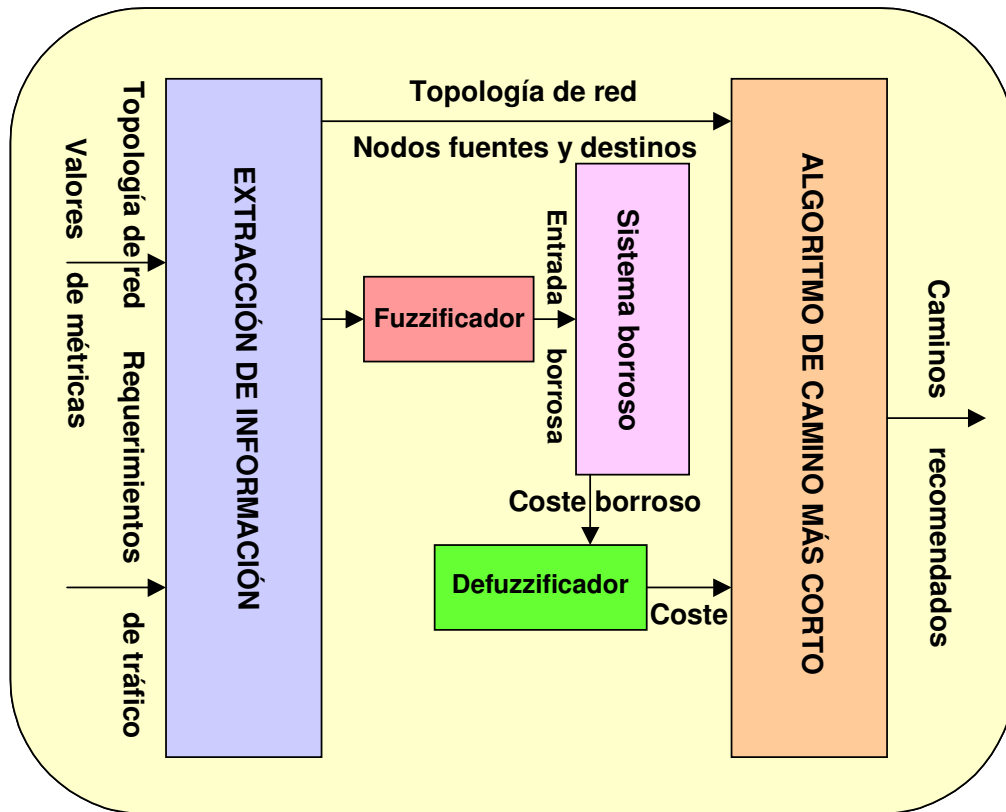 Topología de red
Valores
de métricas
Requerimientos
de tráfico
EXTRACCIÓN DE INFORMACIÓN
Topología de red
Nodos fuentes y destinos
Fuzzificador
Entrada
borrosa
Sistema borroso
Coste borroso
Defuzzificador
Coste
ALGORITMO DE CAMINO MÁS CORTO
Caminos
recomendados